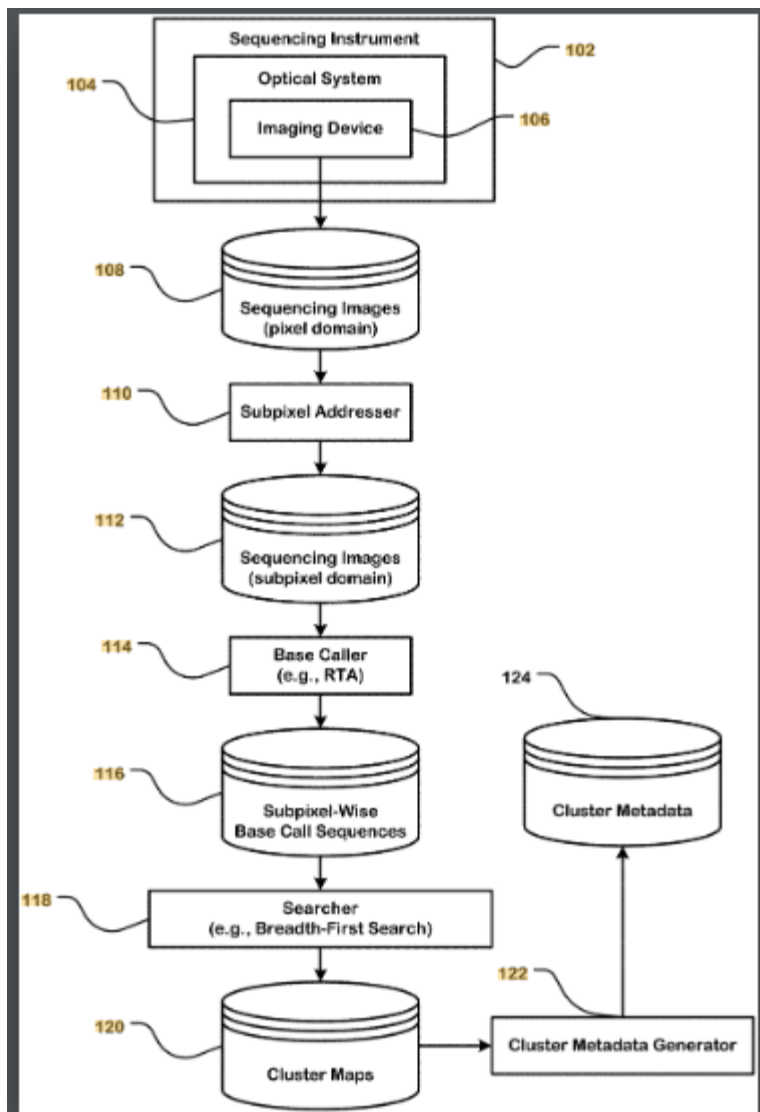 Sequencing Instrument
102
104
Optical System
Imaging Device
106
108
Sequencing Images
(pixel domain)
110
Subpixel Addresser
112
Sequencing Images
(subpixel domain)
114
Base Caller
(e.g., RTA)
124
116
Subpixel-Wise
Base Call Sequences
Cluster Metadata
118
Searcher
(e.g., Breadth-First Search)
122
120
Cluster Maps
Cluster Metadata Generator